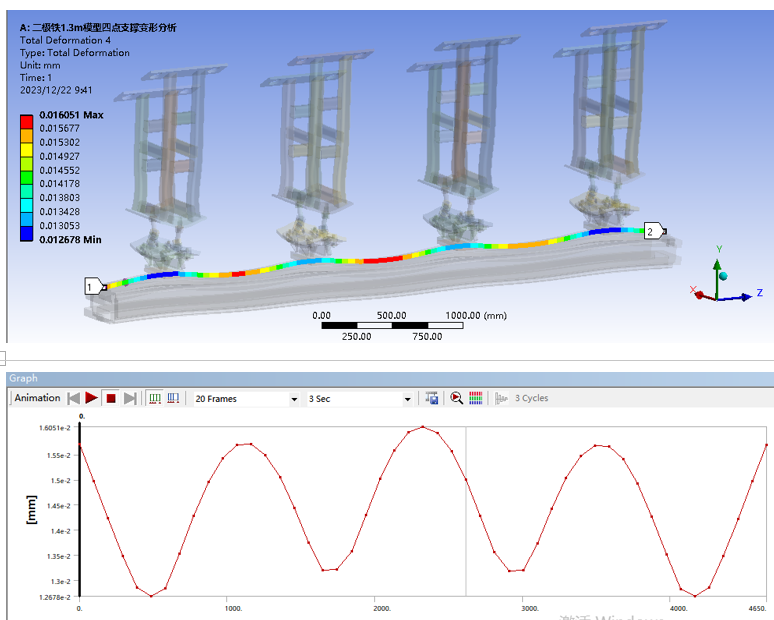 A: 二极铁1.3m模型四点支撑变形分析
Total Deformation 4
Type: Total Deformation
Unit: mm
Time: 1
2023/12/22 9:41
0.016051 Max
0.015677
0.015302
0.014927
0.014552
0.014178
0.013803
0.013428
0.013053
0.012678 Min
2
1
Y
X
Z
0.00 500.00 1000.00 (mm)
250.00 750.00
Graph
Animation 20 Frames 3 Sec 3 Cycles
0.
1.6051e-2
1.55e-2
1.5e-2
1.45e-2
1.4e-2
1.35e-2
1.3e-2
1.2678e-2
[mm]
0. 1000. 2000. 3000. 4000. 4650.
激活 Windows